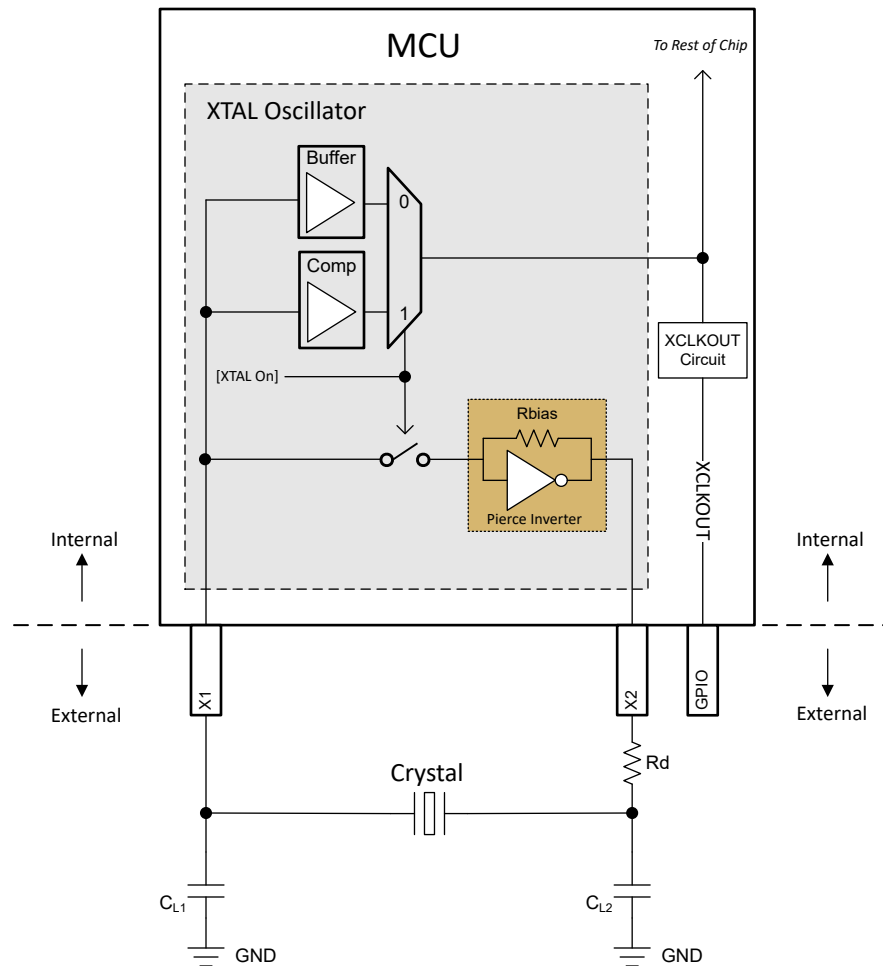 MCU
To Rest of Chip
XTAL Oscillator
Buffer
0
Comp
1
XCLKOUT
Circuit
[XTAL On]
Rbias
Pierce Inverter
XCLKOUT
Internal
Internal
External
External
X1
X2
GPIO
Rd
Crystal
CL1
CL2
GND
GND